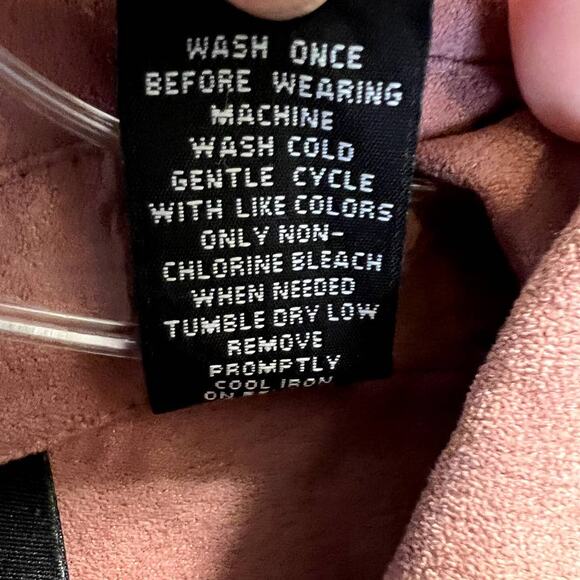 WASH ONCE
BEFORE WEARING
MACHINE
WASH COLD
GENTLE CYCLE
WITH LIKE COLORS
ONLY NON-
CHLORINE BLEACH
WHEN NEEDED
TUMBLE DRY LOW
REMOVE
PROMPTLY
COOL IRON
ON